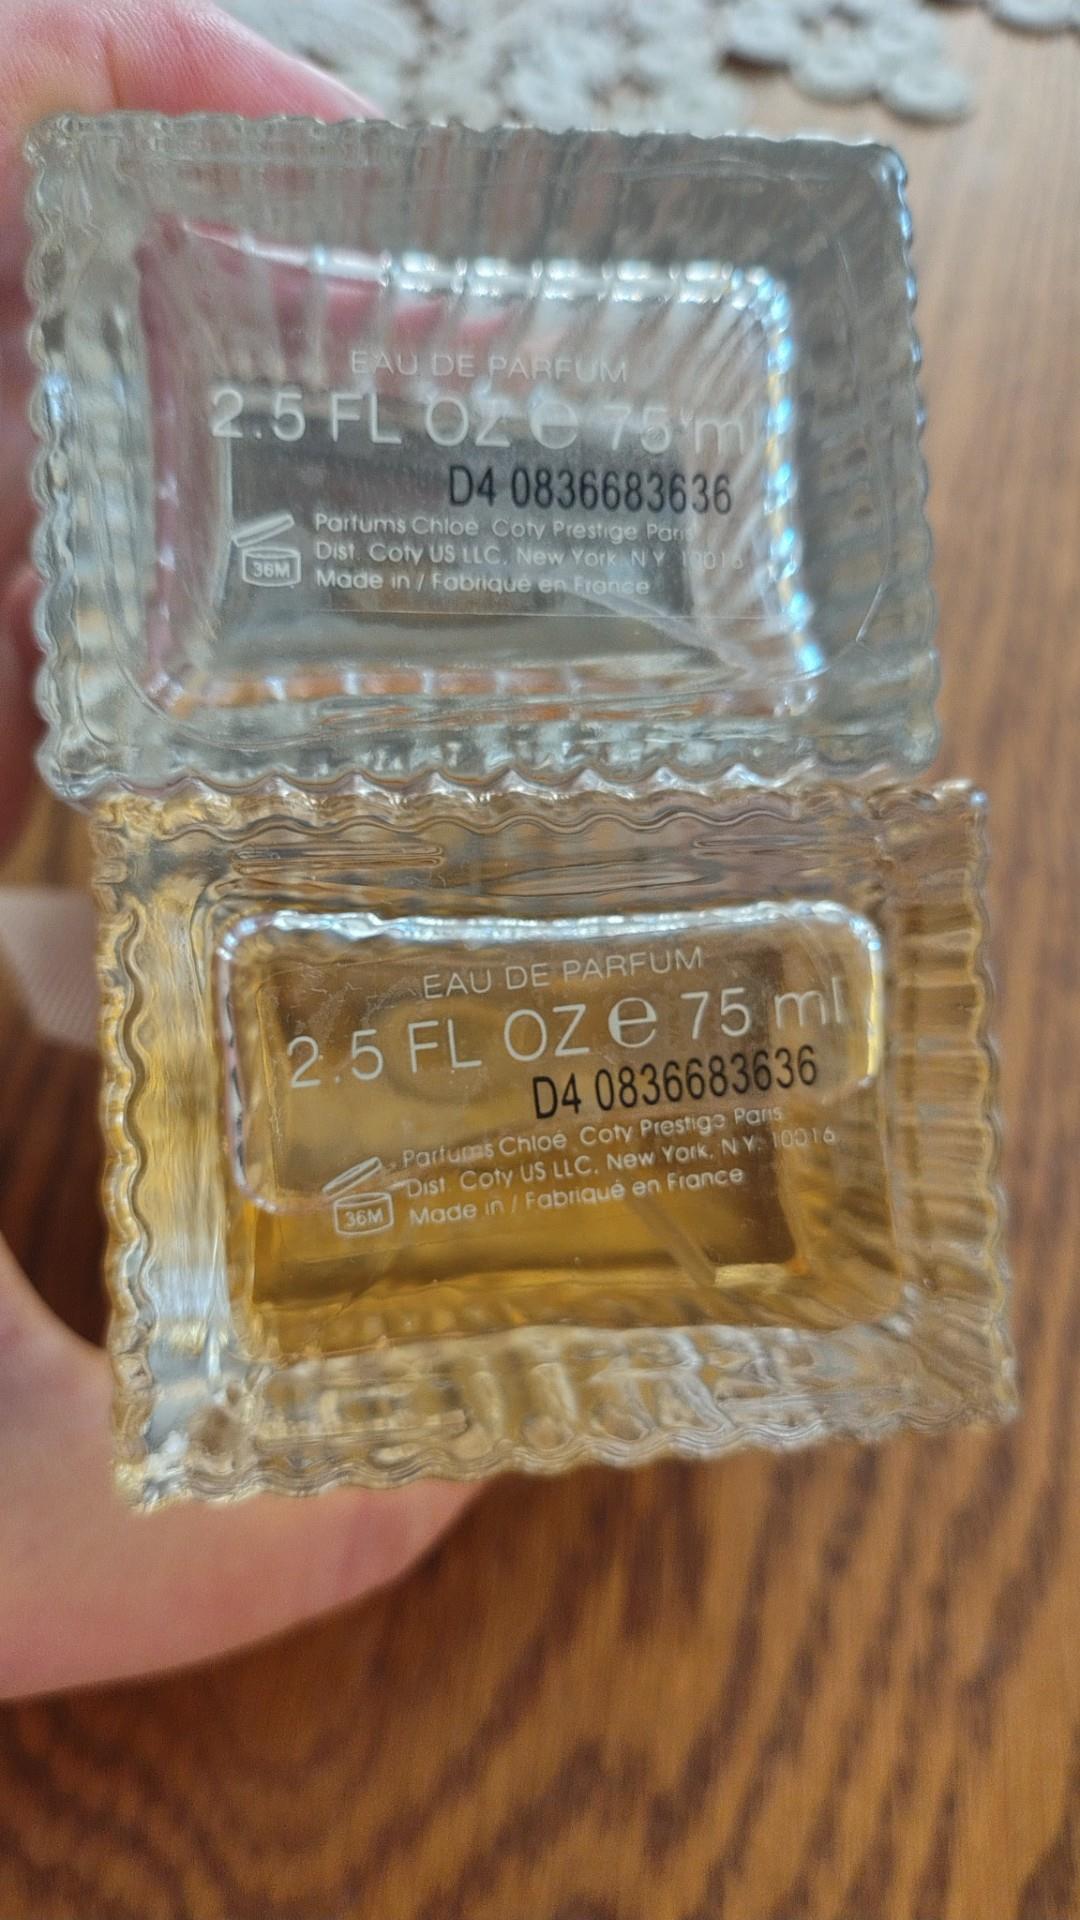 EAU DE PARFUM
2.5 FL OZ e 75 ml
D4 0836683636
Parfums Chloé Coty Prestige Paris
Dist. Coty US LLC, New York, N Y 10016
36M
Made in / Fabriqué en France
EAU DE PARFUM
2.5 FL OZ e 75 ml
D4 0836683636
Parfums Chloé Coty Prestige Paris
Dist. Coty US LLC, New York, N Y 10016
36M
Made in / Fabriqué en France